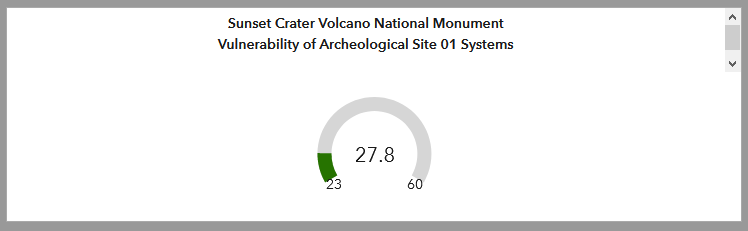 Sunset Crater Volcano National Monument
Vulnerability of Archeological Site 01 Systems
27.8
23 60